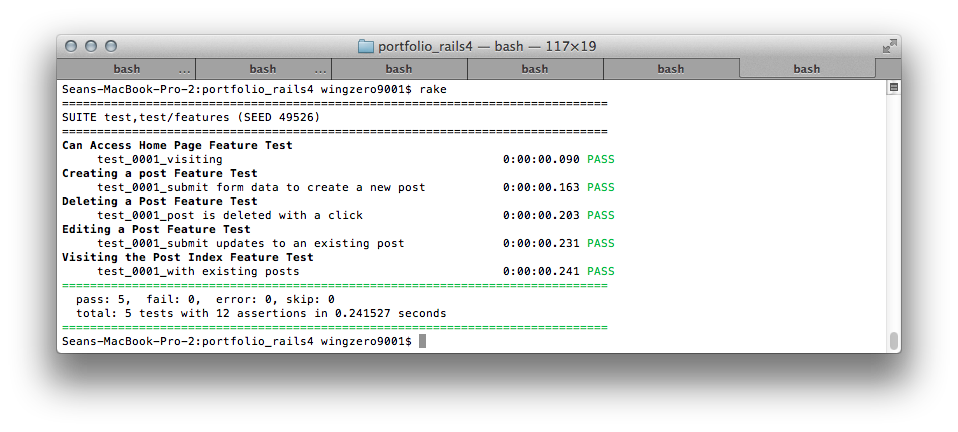 portfolio_rails4 — bash — 117×19
bash ... bash ... bash bash bash bash
Seans-MacBook-Pro-2:portfolio_rails4 wingzero9001$ rake
==============================================================================
SUITE test,test/features (SEED 49526)
==============================================================================
Can Access Home Page Feature Test
test_0001_visiting 0:00:00.090 PASS
Creating a post Feature Test
test_0001_submit form data to create a new post 0:00:00.163 PASS
Deleting a Post Feature Test
test_0001_post is deleted with a click 0:00:00.203 PASS
Editing a Post Feature Test
test_0001_submit updates to an existing post 0:00:00.231 PASS
Visiting the Post Index Feature Test
test_0001_with existing posts 0:00:00.241 PASS
==============================================================================
pass: 5, fail: 0, error: 0, skip: 0
total: 5 tests with 12 assertions in 0.241527 seconds
==============================================================================
Seans-MacBook-Pro-2:portfolio_rails4 wingzero9001$